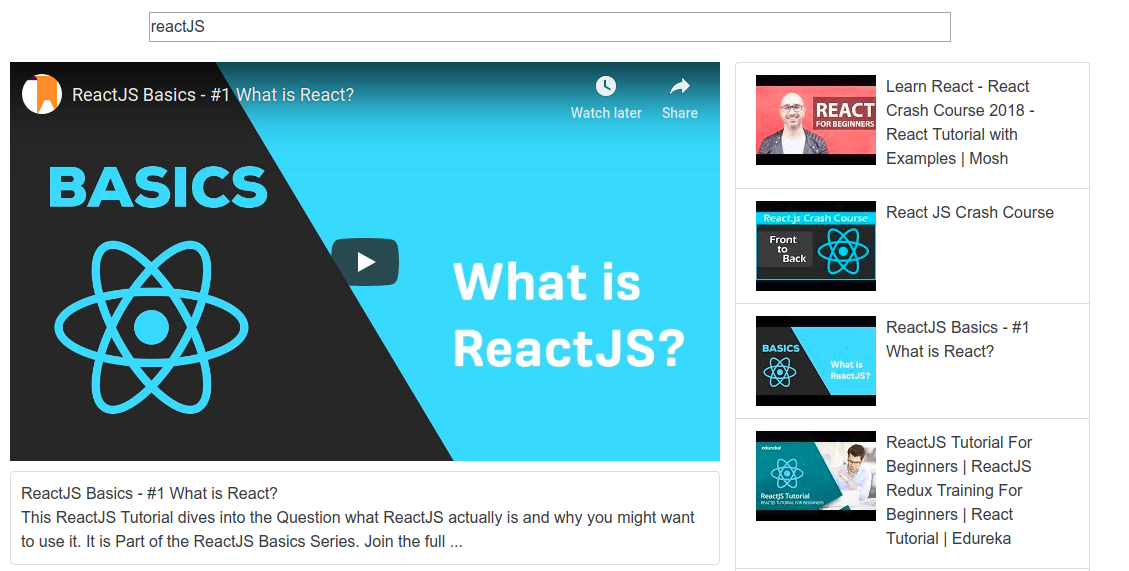 reactJS
ReactJS Basics - #1 What is React?
Watch later
Share
BASICS
What is
ReactJS?
ReactJS Basics - #1 What is React?
This ReactJS Tutorial dives into the Question what ReactJS actually is and why you might want
to use it. It is Part of the ReactJS Basics Series. Join the full ...
REACT
FOR BEGINNERS
Learn React - React
Crash Course 2018 -
React Tutorial with
Examples | Mosh
React.js Crash Course
Front
to
Back
React JS Crash Course
BASICS
What is
ReactJS?
ReactJS Basics - #1
What is React?
edureka!
ReactJS Tutorial
REACTJS TUTORIAL FOR BEGINNERS
ReactJS Tutorial For
Beginners | ReactJS
Redux Training For
Beginners | React
Tutorial | Edureka